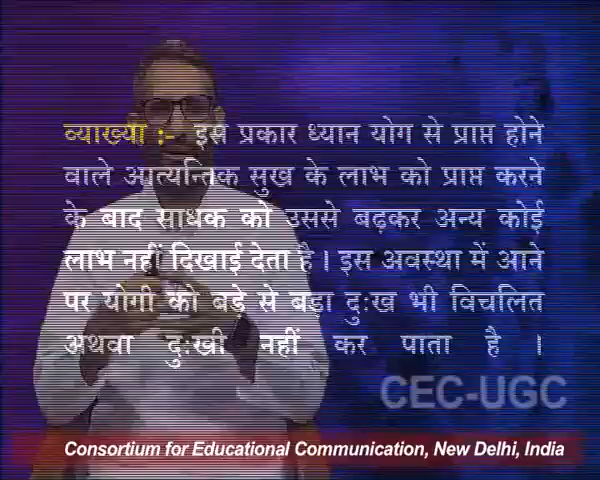 व्याख्या :- इस प्रकार ध्यान योग से प्राप्त होने
वाले आत्यन्तिक सुख के लाभ को प्राप्त करने
के बाद साधक को उससे बढ़कर अन्य कोई
लाभ नहीं दिखाई देता है । इस अवस्था में आने
पर योगी को बड़े से बडा दुःख भी विचलित
अथवा दुःखी नहीं कर पाता है ।
CEC-UGC
Consortium for Educational Communication, New Delhi, India